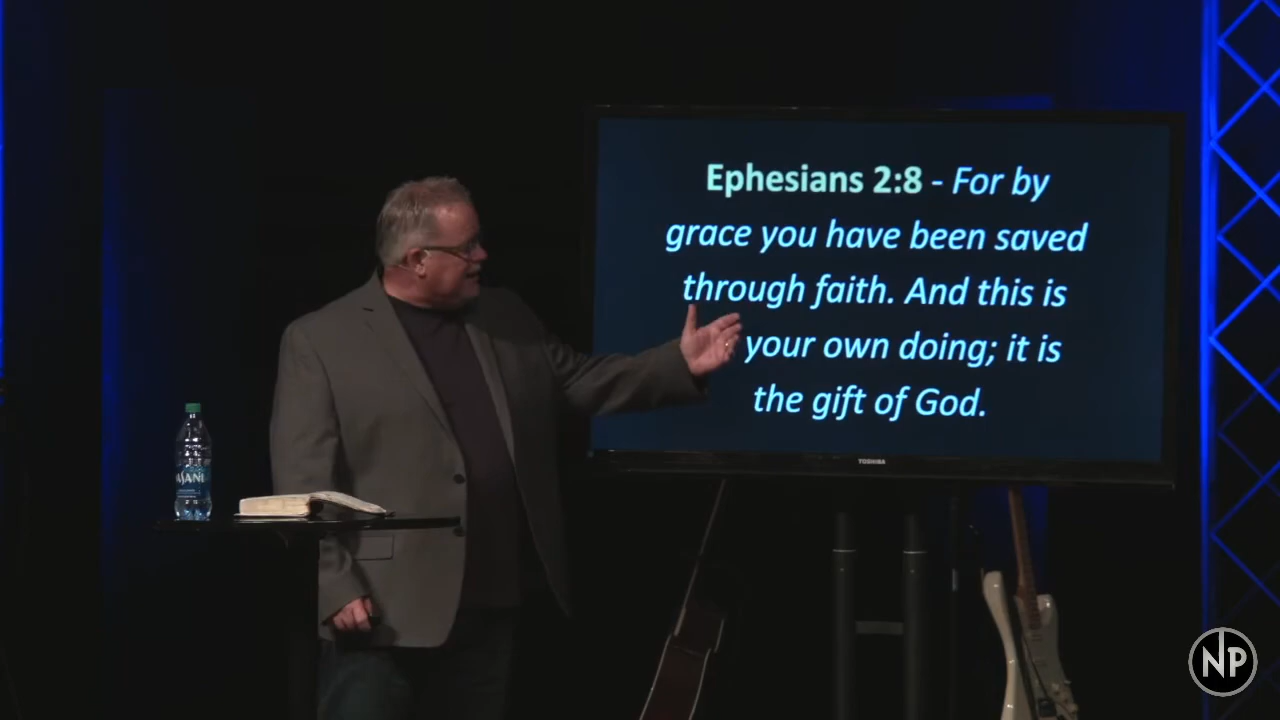 Ephesians 2:8 - For by
grace you have been saved
through faith. And this is
your own doing; it is
the gift of God.
TOSHIBA
DASANI
NP